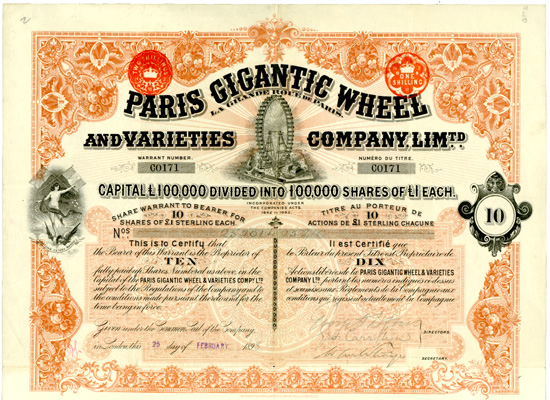 ONE
SHILLING
PARIS GIGANTIC WHEEL
LA GRANDE ROUE DE PARIS.
AND VARIETIES COMPANY, LIMTD.
WARRANT NUMBER.
C0171
NUMÉRO DU TITRE.
C0171
CAPITAL £100,000 DIVIDED INTO 100,000 SHARES OF £1 EACH.
INCORPORATED UNDER
THE COMPANIES ACTS,
SHARE WARRANT TO BEARER FOR
10
SHARES OF £1 STERLING EACH.
TITRE AU PORTEUR DE
10
ACTIONS DE £1 STERLING CHACUNE
10
Nos
This is to Certify that
the Bearer of this Warrant is the Proprietor of
TEN
fully paid up Shares Numbered as above, in the
capital of the PARIS GIGANTIC WHEEL & VARIETIES COMPY. LTD
subject to the Regulations of the Company and to
the conditions made pursuant thereto and for the
time being in force.
Il est Certifié que
le Porteur du présent Titre est Propriétaire de
DIX
Actions libérées de la PARIS GIGANTIC WHEEL & VARIETIES
COMPANY LTD portant les numéros indiqués ci-dessus
et soumis aux Règlements de la Compagnie aux
conditions qui régissent actuellement la Compagnie
Given under the Common Seal of the Company
in London this 25 day of FEBRUARY 189
DIRECTORS.
SECRETARY.